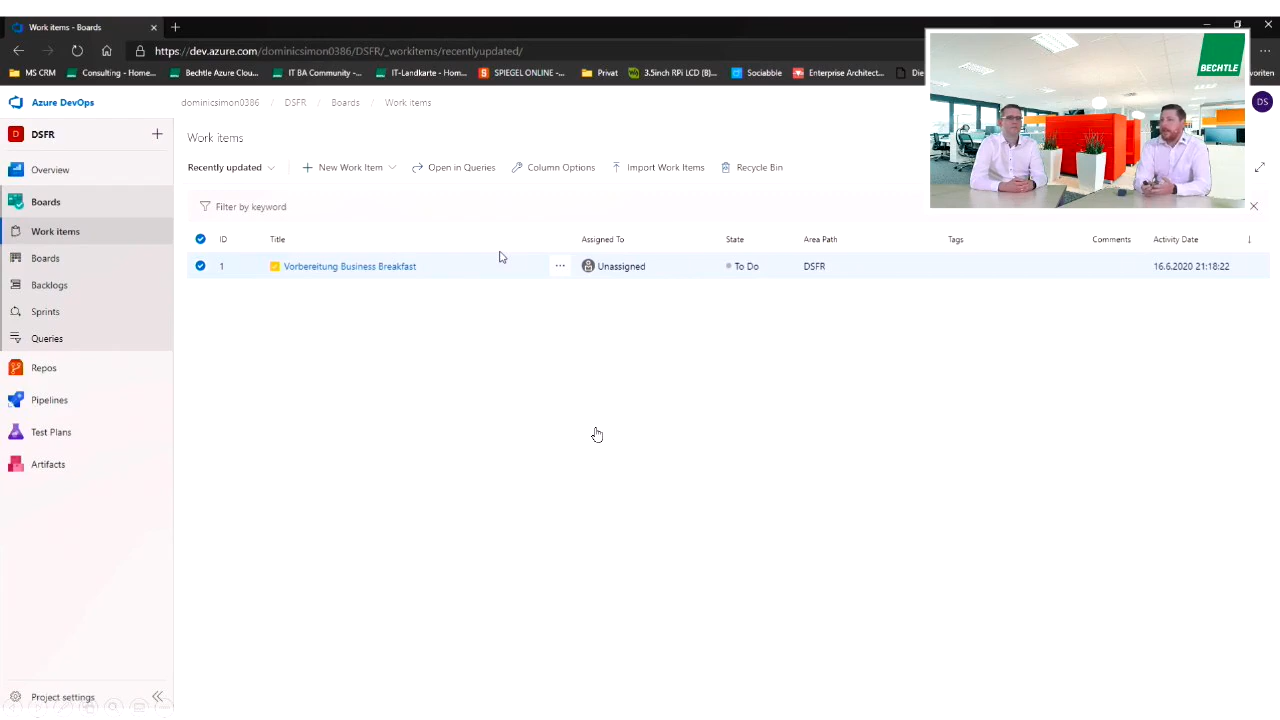 Work items - Boards
https://dev.azure.com/dominicsimon0386/DSFR/_workitems/recentlyupdated/
MS CRM Consulting - Home... Bechtle Azure Clou... IT BA Community -... IT-Landkarte - Hom... SPIEGEL ONLINE -... Privat 3.5inch RPi LCD (B)... Sociabble Enterprise Architect... Die
voriten
BECHTLE
Azure DevOps
dominicsimon0386 / DSFR / Boards / Work items
DS
D DSFR
Work items
Overview
Recently updated New Work Item Open in Queries Column Options Import Work Items Recycle Bin
Boards
Filter by keyword
Work items
ID Title Assigned To State Area Path Tags Comments Activity Date
Boards
1 Vorbereitung Business Breakfast ... Unassigned To Do DSFR 16.6.2020 21:18:22
Backlogs
Sprints
Queries
Repos
Pipelines
Test Plans
Artifacts
Project settings